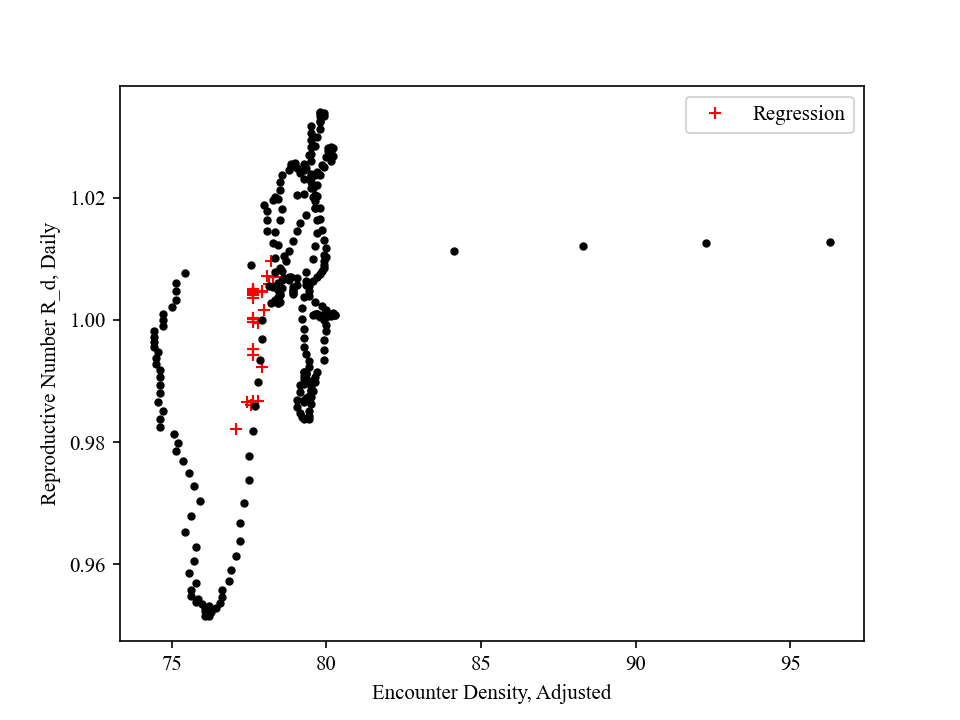 Regression
1.02
1.00
0.98
0.96
Reproductive Number R_d, Daily
75 80 85 90 95
Encounter Density, Adjusted